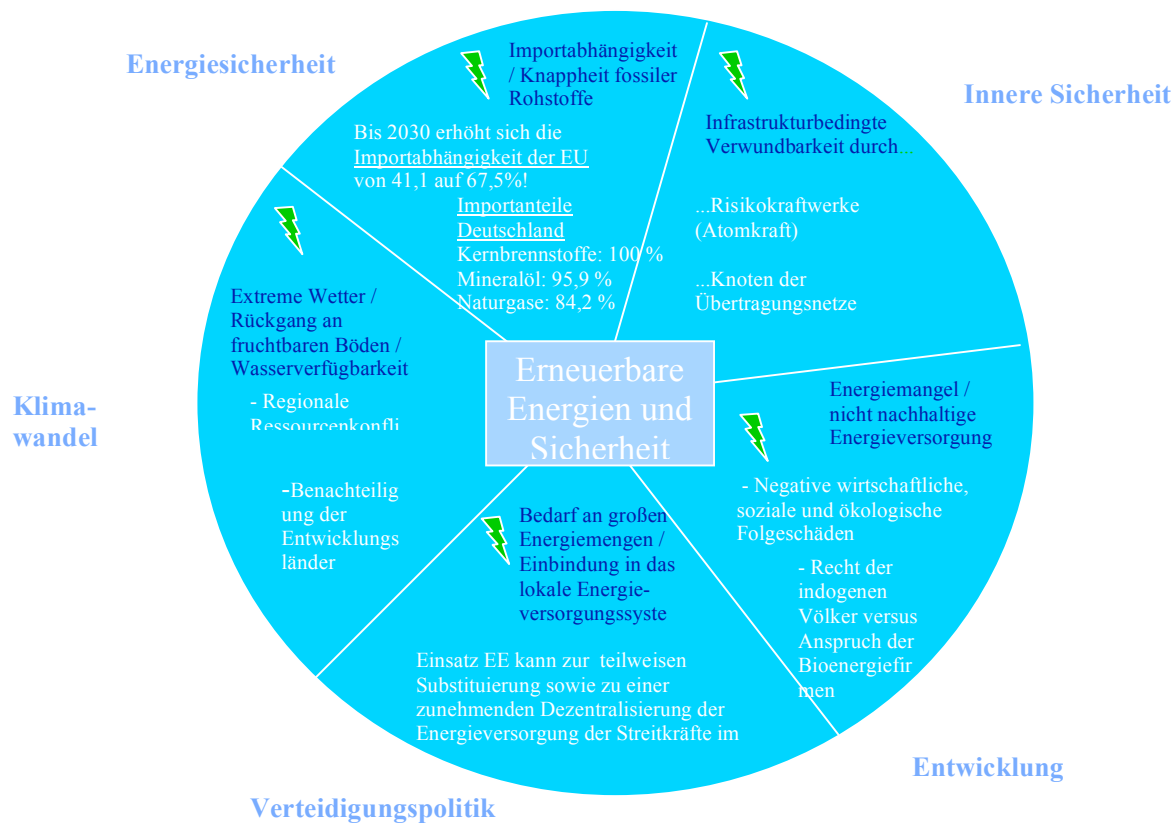 Energiesicherheit
Importabhängigkeit
/ Knappheit fossiler
Rohstoffe
Bis 2030 erhöht sich die
Importabhängigkeit der EU
von 41,1 auf 67,5%!
Importanteile
Deutschland
Kernbrennstoffe: 100 %
Mineralöl: 95,9 %
Naturgase: 84,2 %
Innere Sicherheit
Infrastrukturbedingte
Verwundbarkeit durch...
...Risikokraftwerke
(Atomkraft)
...Knoten der
Übertragungsnetze
Klima-
wandel
Extreme Wetter /
Rückgang an
fruchtbaren Böden /
Wasserverfügbarkeit
- Regionale
Ressourcenkonfli
-Benachteilig
ung der
Entwicklungs
länder
Erneuerbare
Energien und
Sicherheit
Energiemangel /
nicht nachhaltige
Energieversorgung
- Negative wirtschaftliche,
soziale und ökologische
Folgeschäden
- Recht der
indogenen
Völker versus
Anspruch der
Bioenergiefir
men
Entwicklung
Bedarf an großen
Energiemengen /
Einbindung in das
lokale Energie-
versorgungssyste
Einsatz EE kann zur teilweisen
Substituierung sowie zu einer
zunehmenden Dezentralisierung der
Energieversorgung der Streitkräfte im
Verteidigungspolitik